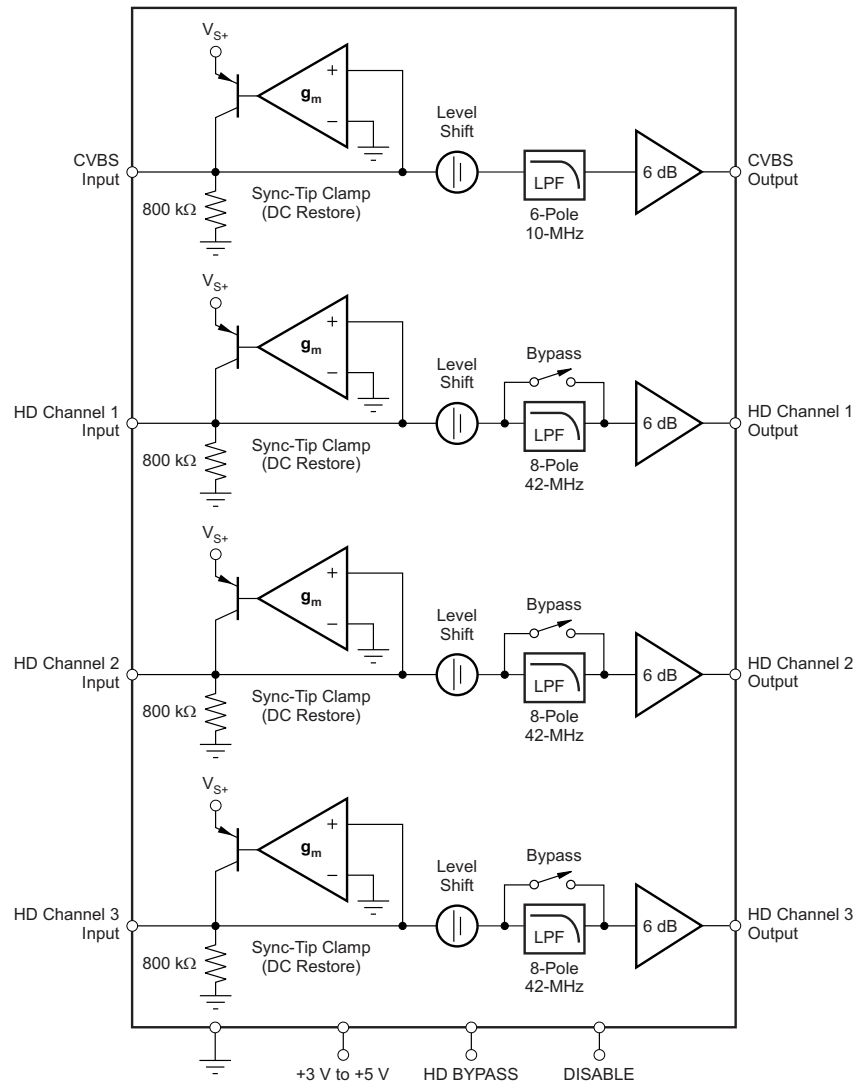 V_S+
+
g_m
−
Level
Shift
CVBS
Input
800 kΩ
Sync-Tip Clamp
(DC Restore)
LPF
6-Pole
10-MHz
6 dB
CVBS
Output
V_S+
+
g_m
−
Level
Shift
Bypass
HD Channel 1
Input
800 kΩ
Sync-Tip Clamp
(DC Restore)
LPF
8-Pole
42-MHz
6 dB
HD Channel 1
Output
V_S+
+
g_m
−
Level
Shift
Bypass
HD Channel 2
Input
800 kΩ
Sync-Tip Clamp
(DC Restore)
LPF
8-Pole
42-MHz
6 dB
HD Channel 2
Output
V_S+
+
g_m
−
Level
Shift
Bypass
HD Channel 3
Input
800 kΩ
Sync-Tip Clamp
(DC Restore)
LPF
8-Pole
42-MHz
6 dB
HD Channel 3
Output
+3 V to +5 V
HD BYPASS
DISABLE